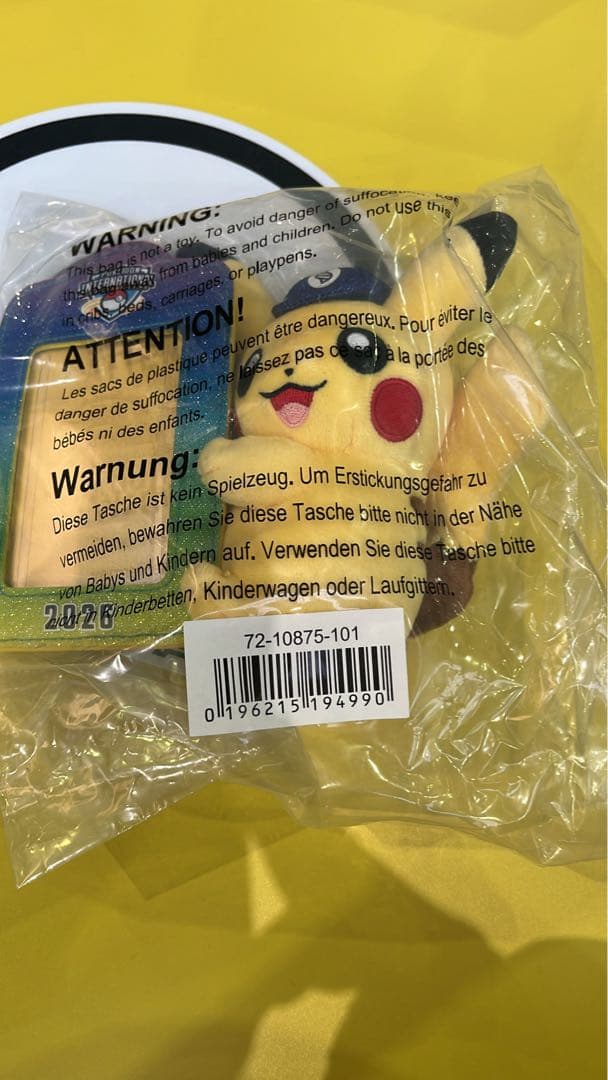 WARNING:
This bag is not a toy. To avoid danger of suffocation, keep
this bag away from babies and children. Do not use this
in cribs, beds, carriages, or playpens.
ATTENTION!
Les sacs de plastique peuvent être dangereux. Pour éviter le
danger de suffocation, ne laissez pas ce sac à la portée des
bébés ni des enfants.
Warnung:
Diese Tasche ist kein Spielzeug. Um Erstickungsgefahr zu
vermeiden, bewahren Sie diese Tasche bitte nicht in der Nähe
von Babys und Kindern auf. Verwenden Sie diese Tasche bitte
nicht in Kinderbetten, Kinderwagen oder Laufgittern.
INTERNATIONAL
2026
72-10875-101
0 196215 194990